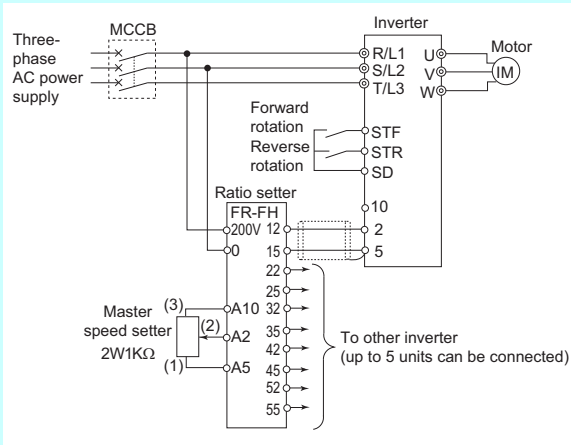 MCCB
Three-
phase
AC power
supply
Inverter
R/L1
S/L2
T/L3
U
V
W
Motor
IM
Forward
rotation
Reverse
rotation
STF
STR
SD
10
2
5
Ratio setter
FR-FH
200V
0
12
15
22
25
32
35
42
45
52
55
A10
A2
A5
(3)
(2)
(1)
Master
speed setter
2W1KΩ
To other inverter
(up to 5 units can be connected)